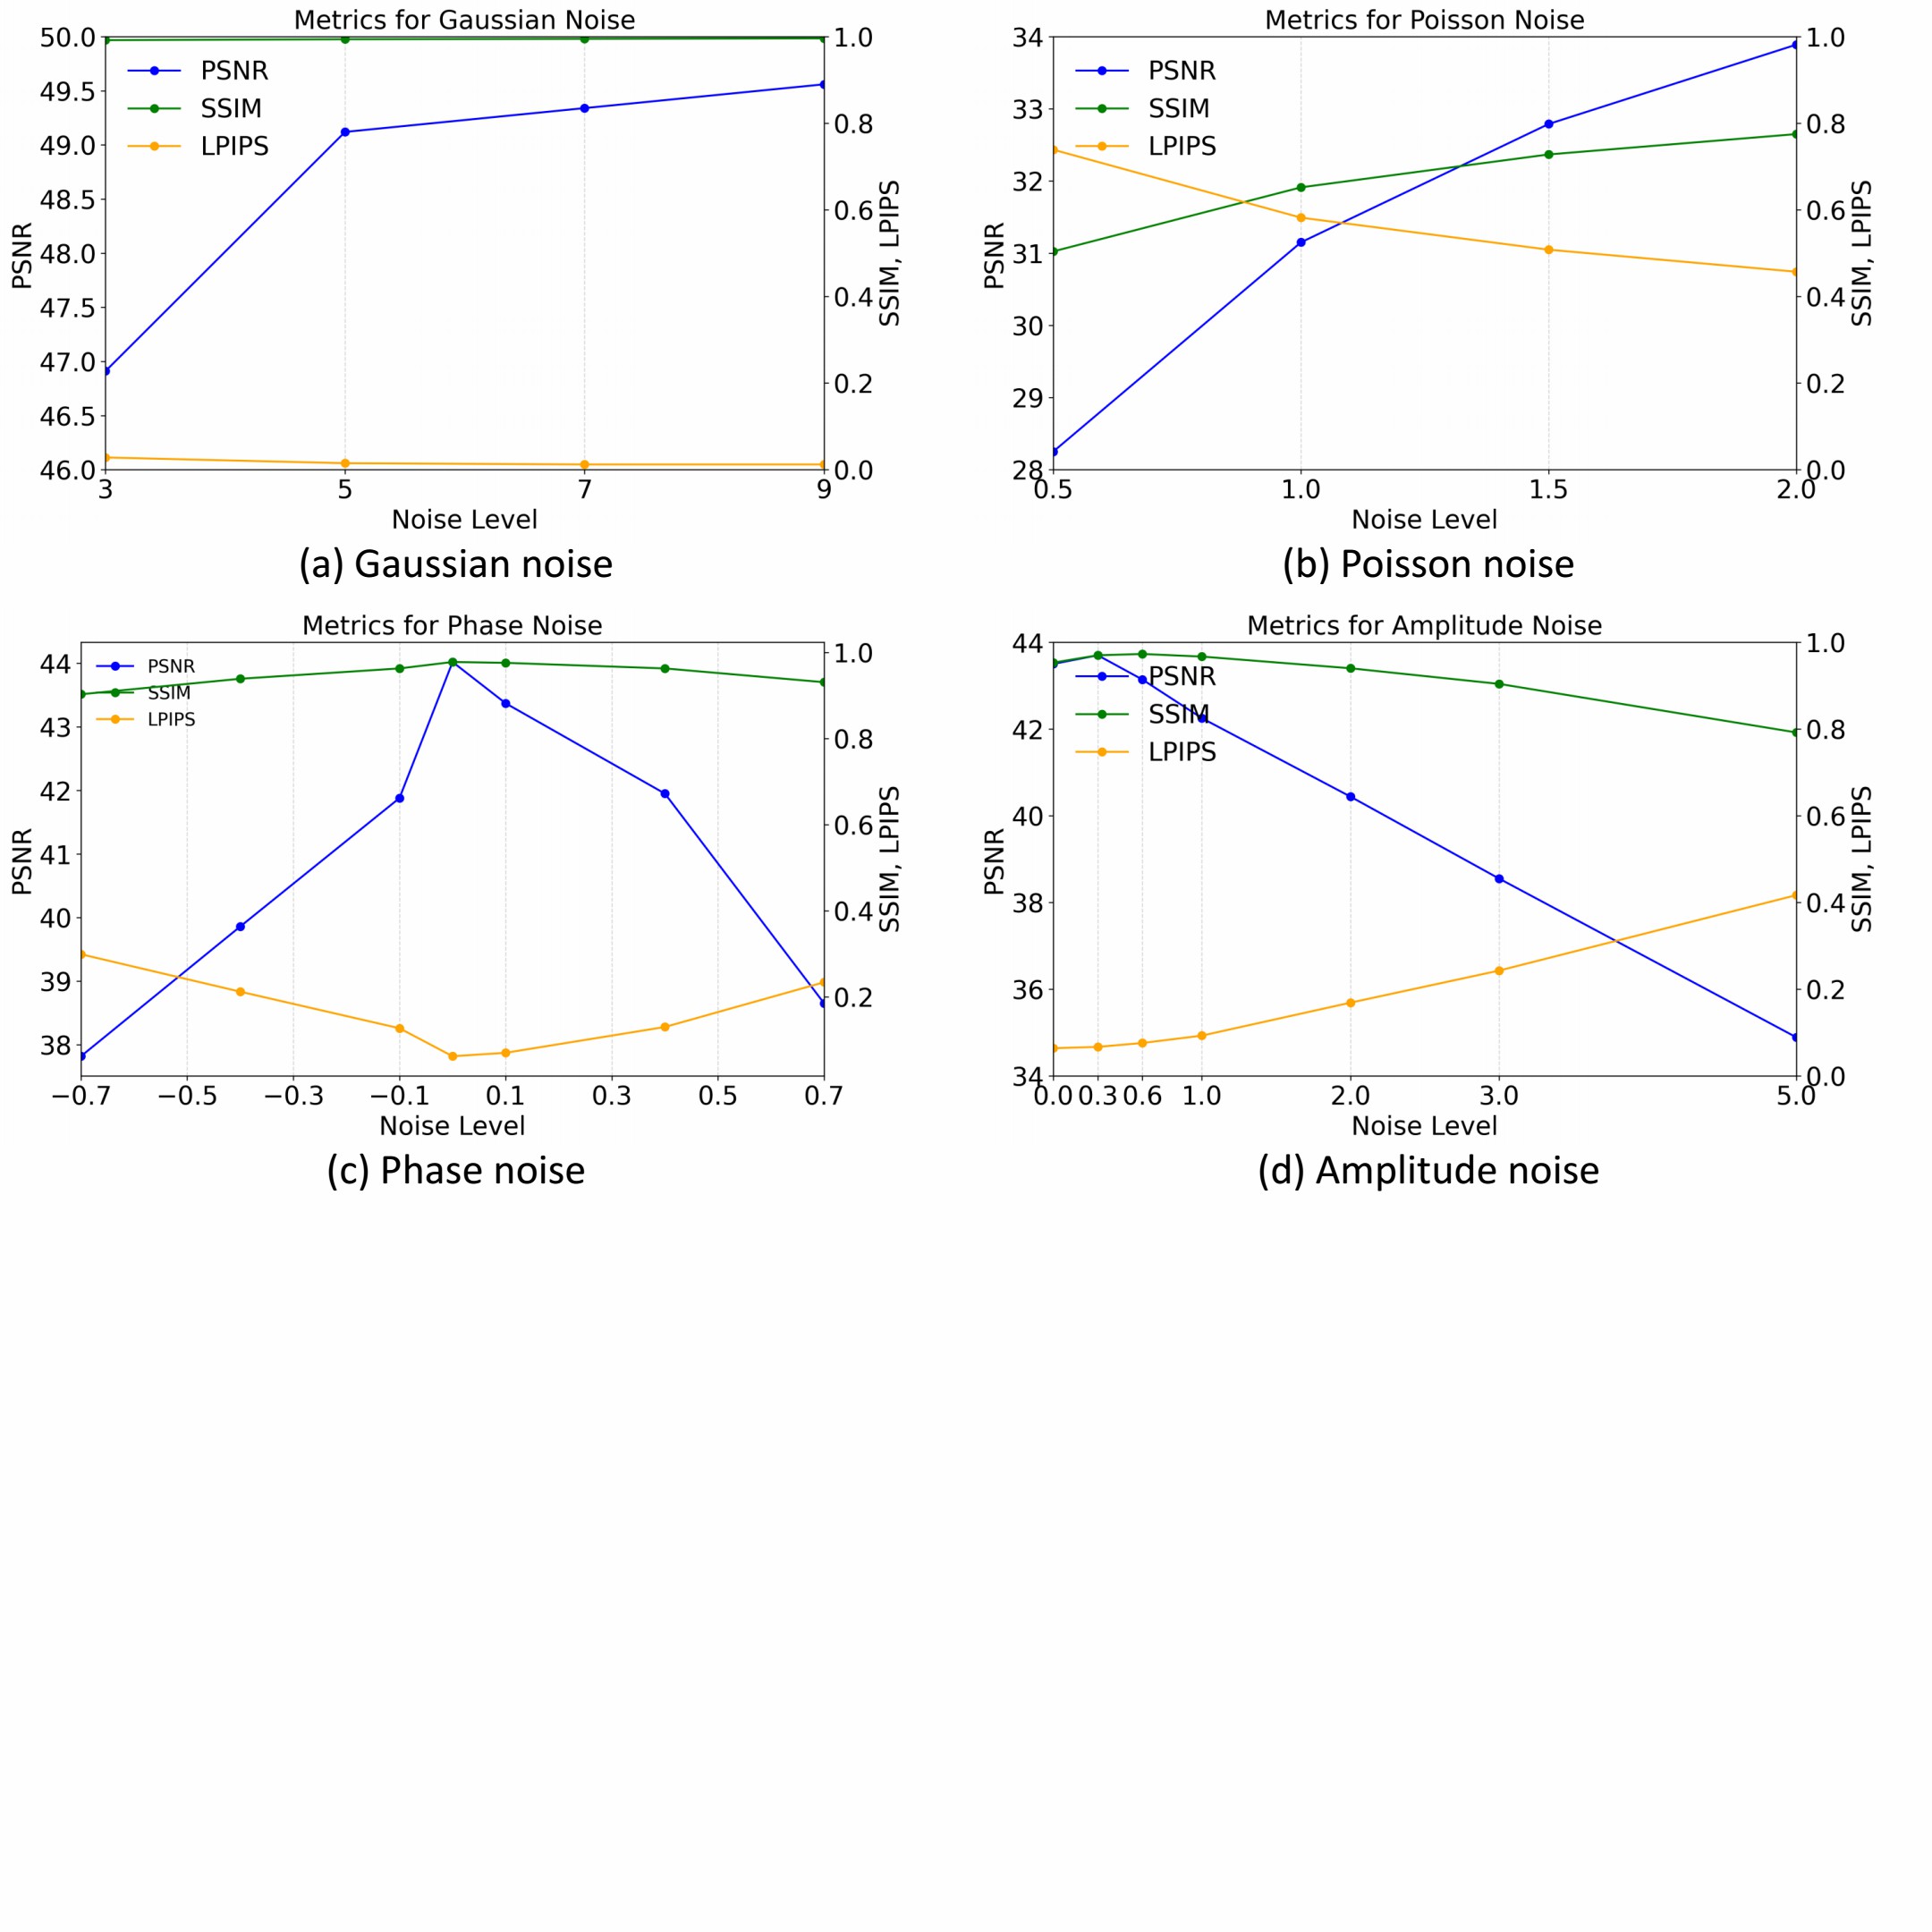 Metrics for Gaussian Noise
50.0
49.5
49.0
48.5
48.0
47.5
47.0
46.5
46.0
PSNR
PSNR
SSIM
LPIPS
1.0
0.8
0.6
0.4
0.2
0.0
SSIM, LPIPS
3 5 7 9
Noise Level
(a) Gaussian noise
Metrics for Poisson Noise
34
33
32
31
30
29
28
PSNR
PSNR
SSIM
LPIPS
1.0
0.8
0.6
0.4
0.2
0.0
SSIM, LPIPS
0.5 1.0 1.5 2.0
Noise Level
(b) Poisson noise
Metrics for Phase Noise
44
43
42
41
40
39
38
PSNR
PSNR
SSIM
LPIPS
1.0
0.8
0.6
0.4
0.2
SSIM, LPIPS
−0.7 −0.5 −0.3 −0.1 0.1 0.3 0.5 0.7
Noise Level
(c) Phase noise
Metrics for Amplitude Noise
44
42
40
38
36
34
PSNR
PSNR
SSIM
LPIPS
1.0
0.8
0.6
0.4
0.2
0.0
SSIM, LPIPS
0.0 0.3 0.6 1.0 2.0 3.0 5.0
Noise Level
(d) Amplitude noise